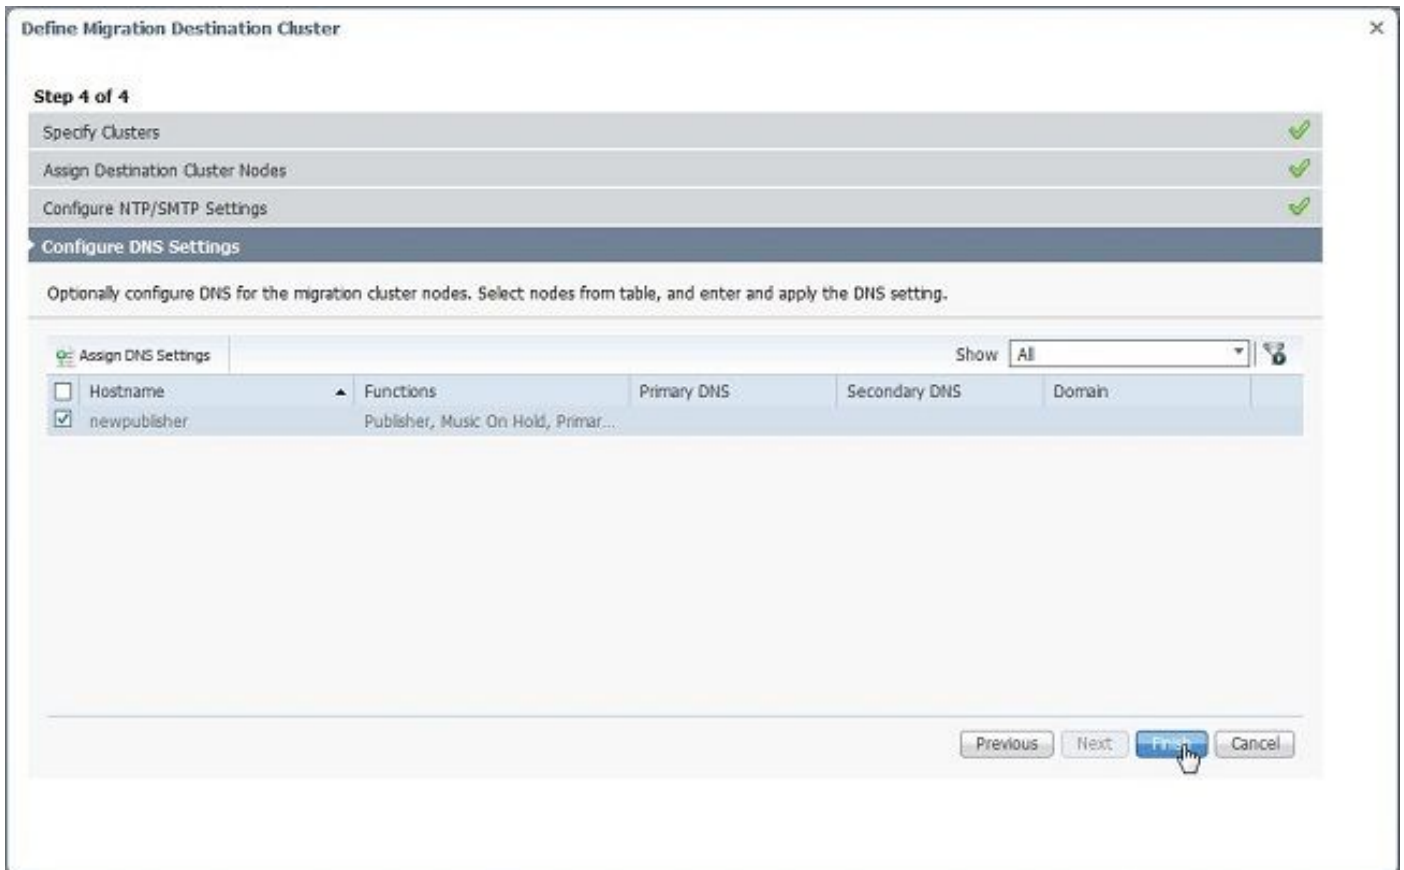 Define Migration Destination Cluster
Step 4 of 4
Specify Clusters
Assign Destination Cluster Nodes
Configure NTP/SMTP Settings
Configure DNS Settings
Optionally configure DNS for the migration cluster nodes. Select nodes from table, and enter and apply the DNS setting.
Assign DNS Settings Show All
Hostname Functions Primary DNS Secondary DNS Domain
newpublisher Publisher, Music On Hold, Primar...
Previous Next Finish Cancel